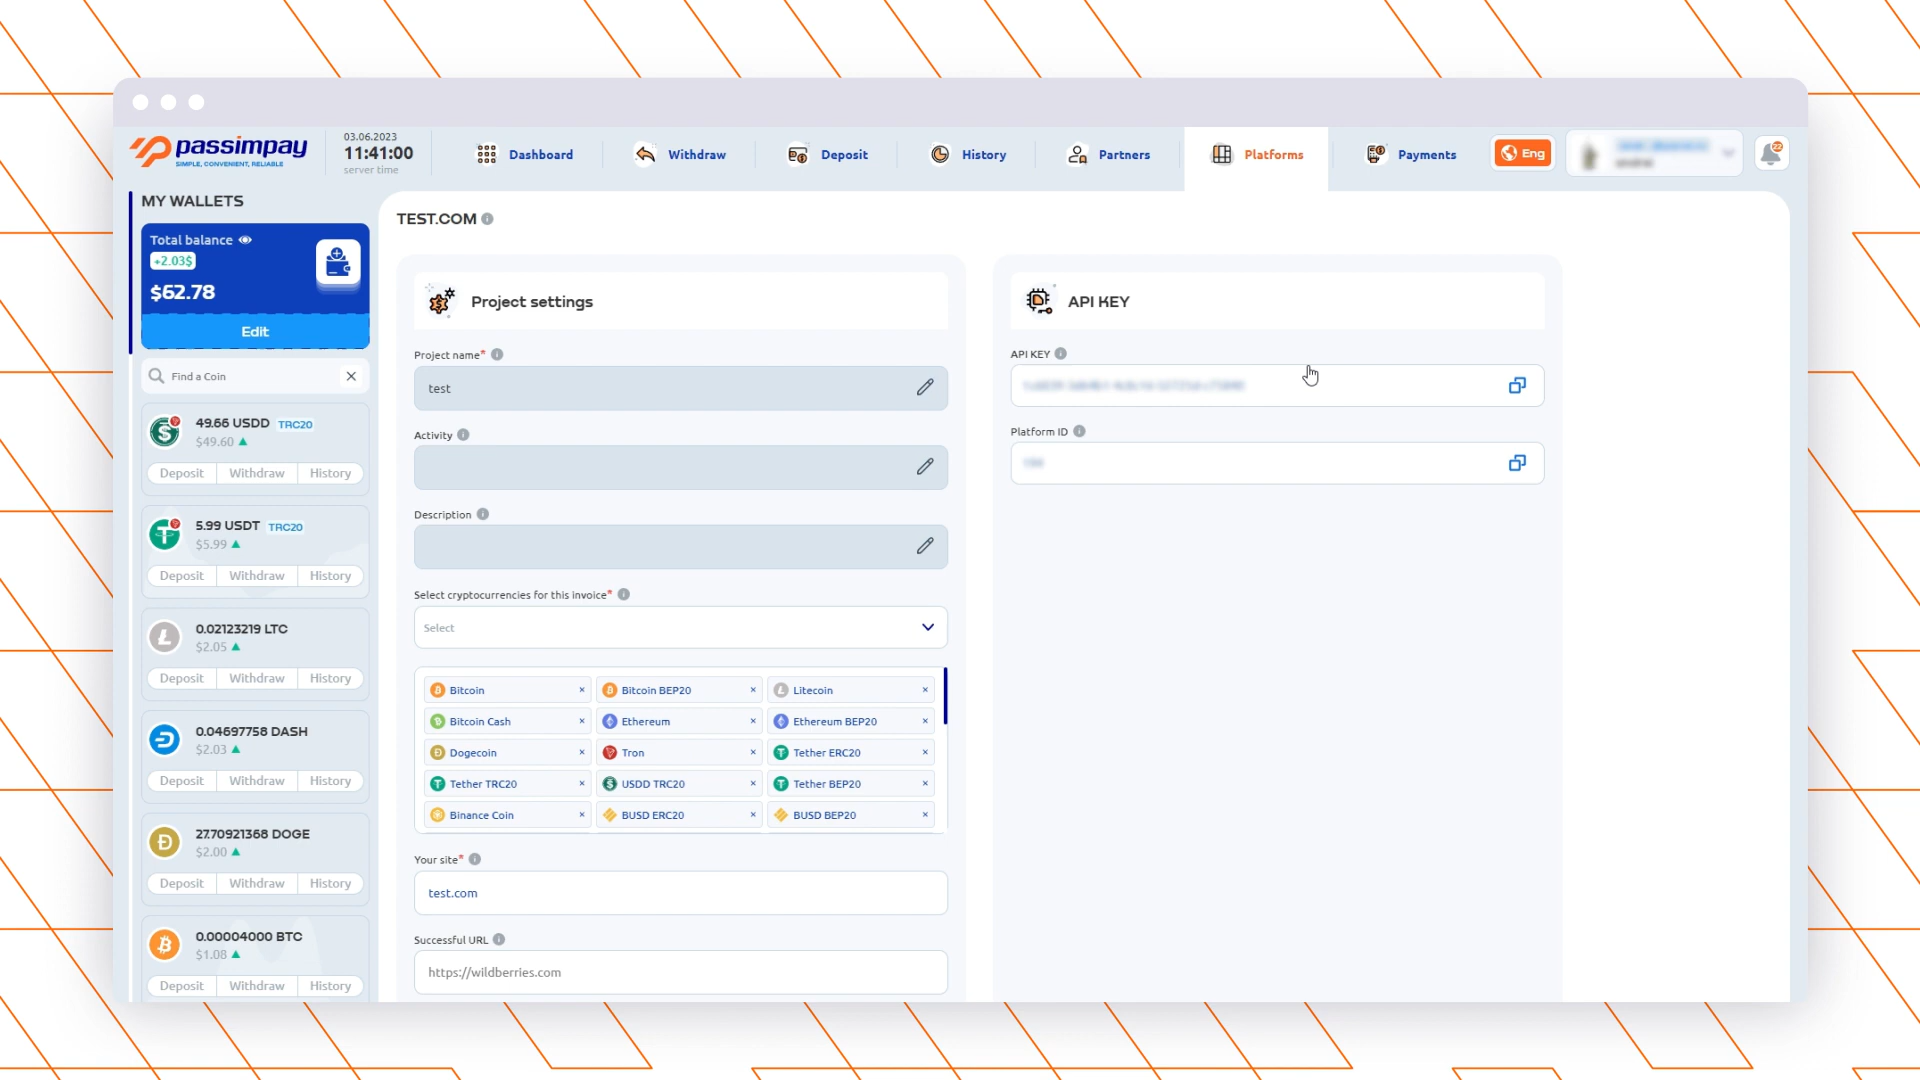 passimpay
SIMPLE, CONVENIENT, RELIABLE
03.06.2023
11:41:00
server time
Dashboard
Withdraw
Deposit
History
Partners
Platforms
Payments
Eng
22
MY WALLETS
Total balance
+2.03$
$62.78
Edit
Find a Coin
49.66 USDD TRC20
$49.60
Deposit Withdraw History
5.99 USDT TRC20
$5.99
Deposit Withdraw History
0.02123219 LTC
$2.05
Deposit Withdraw History
0.04697758 DASH
$2.03
Deposit Withdraw History
27.70921368 DOGE
$2.00
Deposit Withdraw History
0.00004000 BTC
$1.08
Deposit Withdraw History
TEST.COM
Project settings
Project name*
test
Activity
Description
Select cryptocurrencies for this invoice*
Select
Bitcoin × Bitcoin BEP20 × Litecoin ×
Bitcoin Cash × Ethereum × Ethereum BEP20 ×
Dogecoin × Tron × Tether ERC20 ×
Tether TRC20 × USDD TRC20 × Tether BEP20 ×
Binance Coin × BUSD ERC20 × BUSD BEP20 ×
Your site*
test.com
Successful URL
https://wildberries.com
API KEY
API KEY
Platform ID